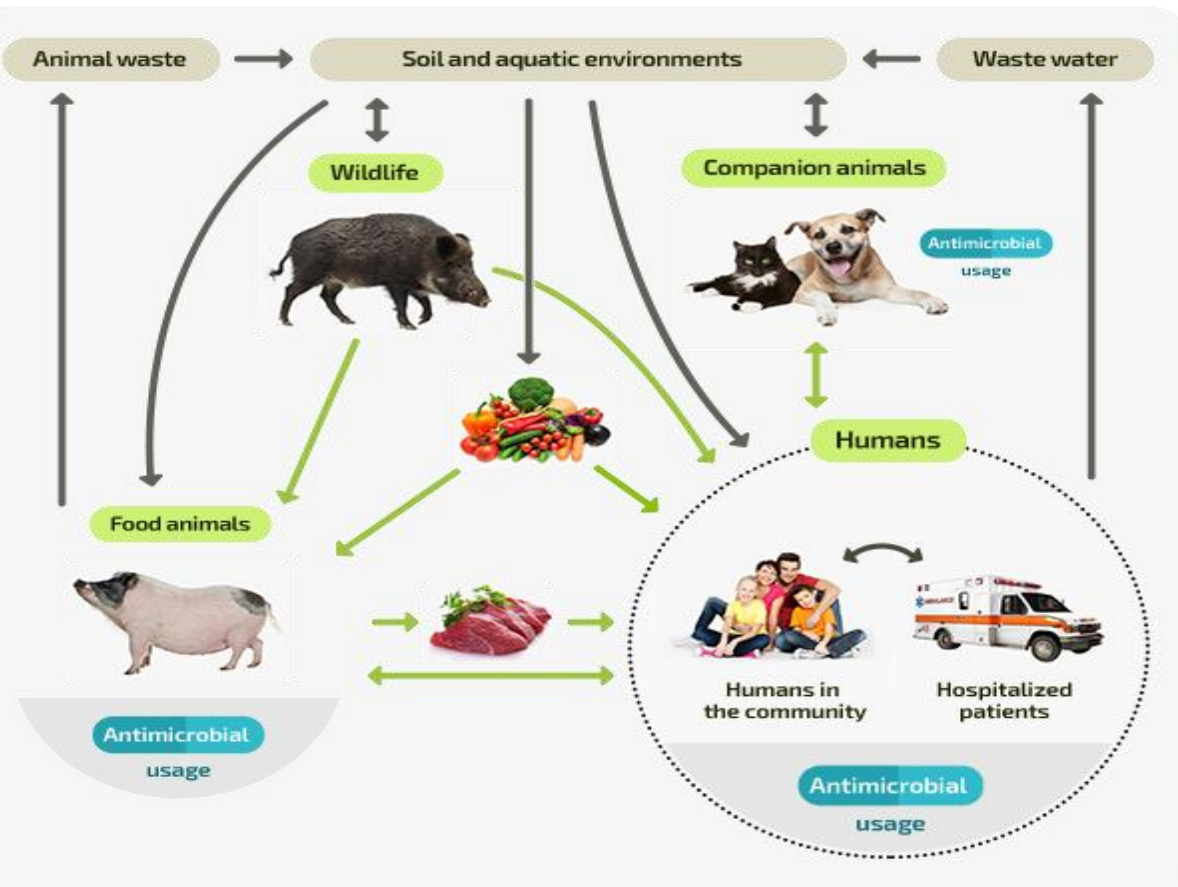 Animal waste
Soil and aquatic environments
Waste water
Wildlife
Companion animals
Antimicrobial
usage
Humans
Food animals
Humans in
the community
Hospitalized
patients
Antimicrobial
usage
Antimicrobial
usage
AMBULANCE